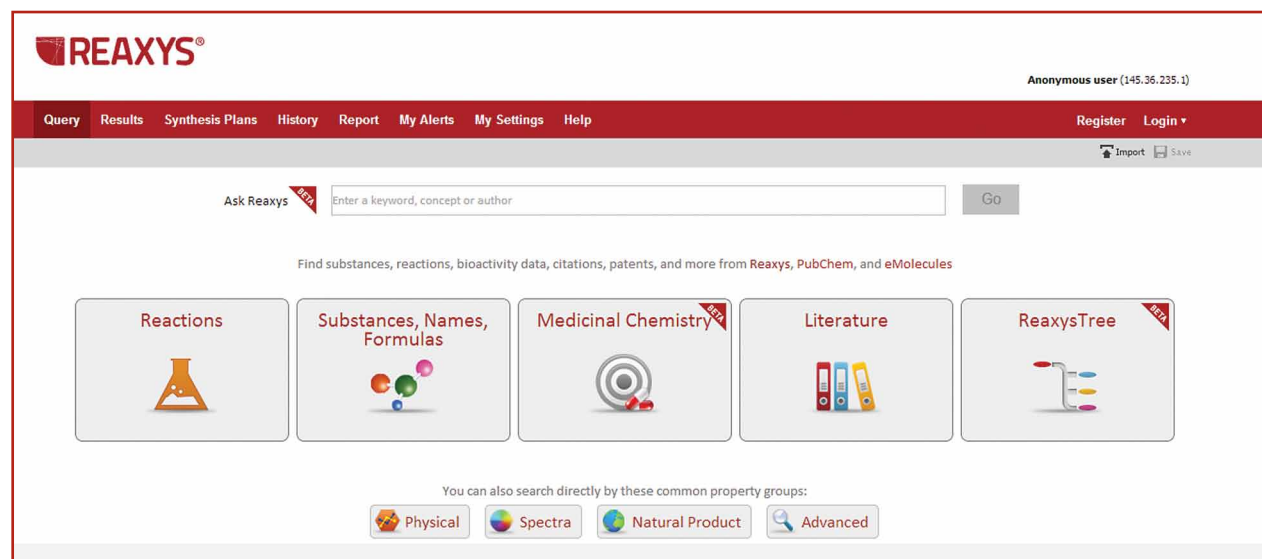 REAXYS®
Anonymous user (145.36.235.1)
Query Results Synthesis Plans History Report My Alerts My Settings Help Register Login ▾
Import Save
Ask Reaxys BETA Enter a keyword, concept or author Go
Find substances, reactions, bioactivity data, citations, patents, and more from Reaxys, PubChem, and eMolecules
Reactions
Substances, Names,
Formulas
Medicinal Chemistry BETA
Literature
ReaxysTree BETA
You can also search directly by these common property groups:
Physical Spectra Natural Product Advanced